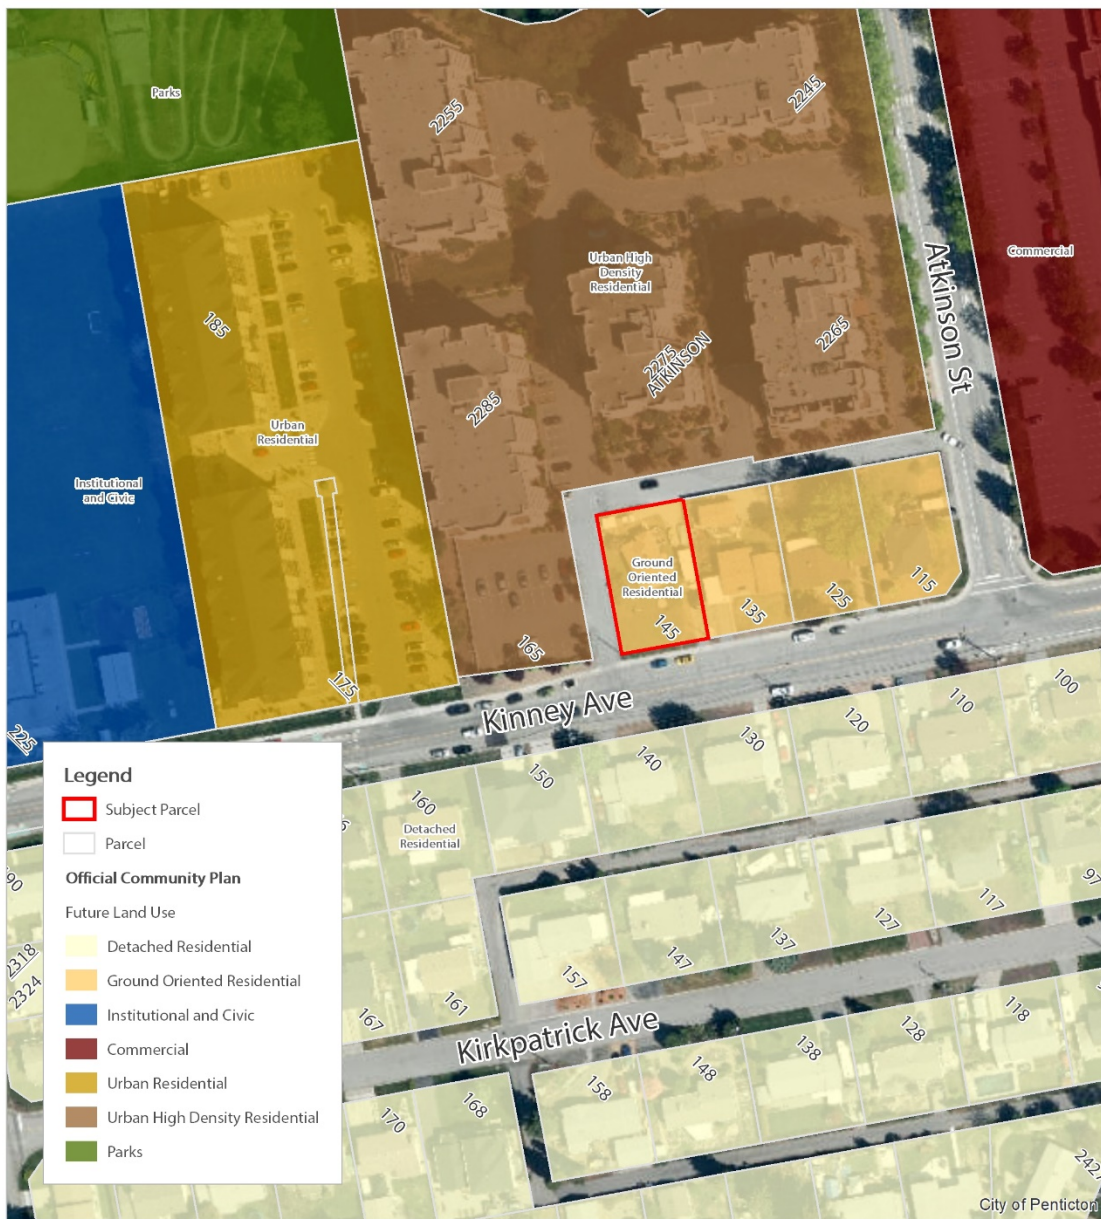 Parks
2255
2245
Commercial
Urban High
Density
Residential
Atkinson St
185
2275
ATKINSON
2265
2285
Urban
Residential
Institutional
and Civic
Ground
Oriented
Residential
145
135
125
115
165
175
225
Kinney Ave
100
110
120
130
140
150
160
Detached
Residential
Legend
Subject Parcel
Parcel
Official Community Plan
Future Land Use
Detached Residential
Ground Oriented Residential
Institutional and Civic
Commercial
Urban Residential
Urban High Density Residential
Parks
2318
2324
97
117
127
137
147
157
161
167
Kirkpatrick Ave
118
128
138
148
158
168
170
2427
City of Penticton